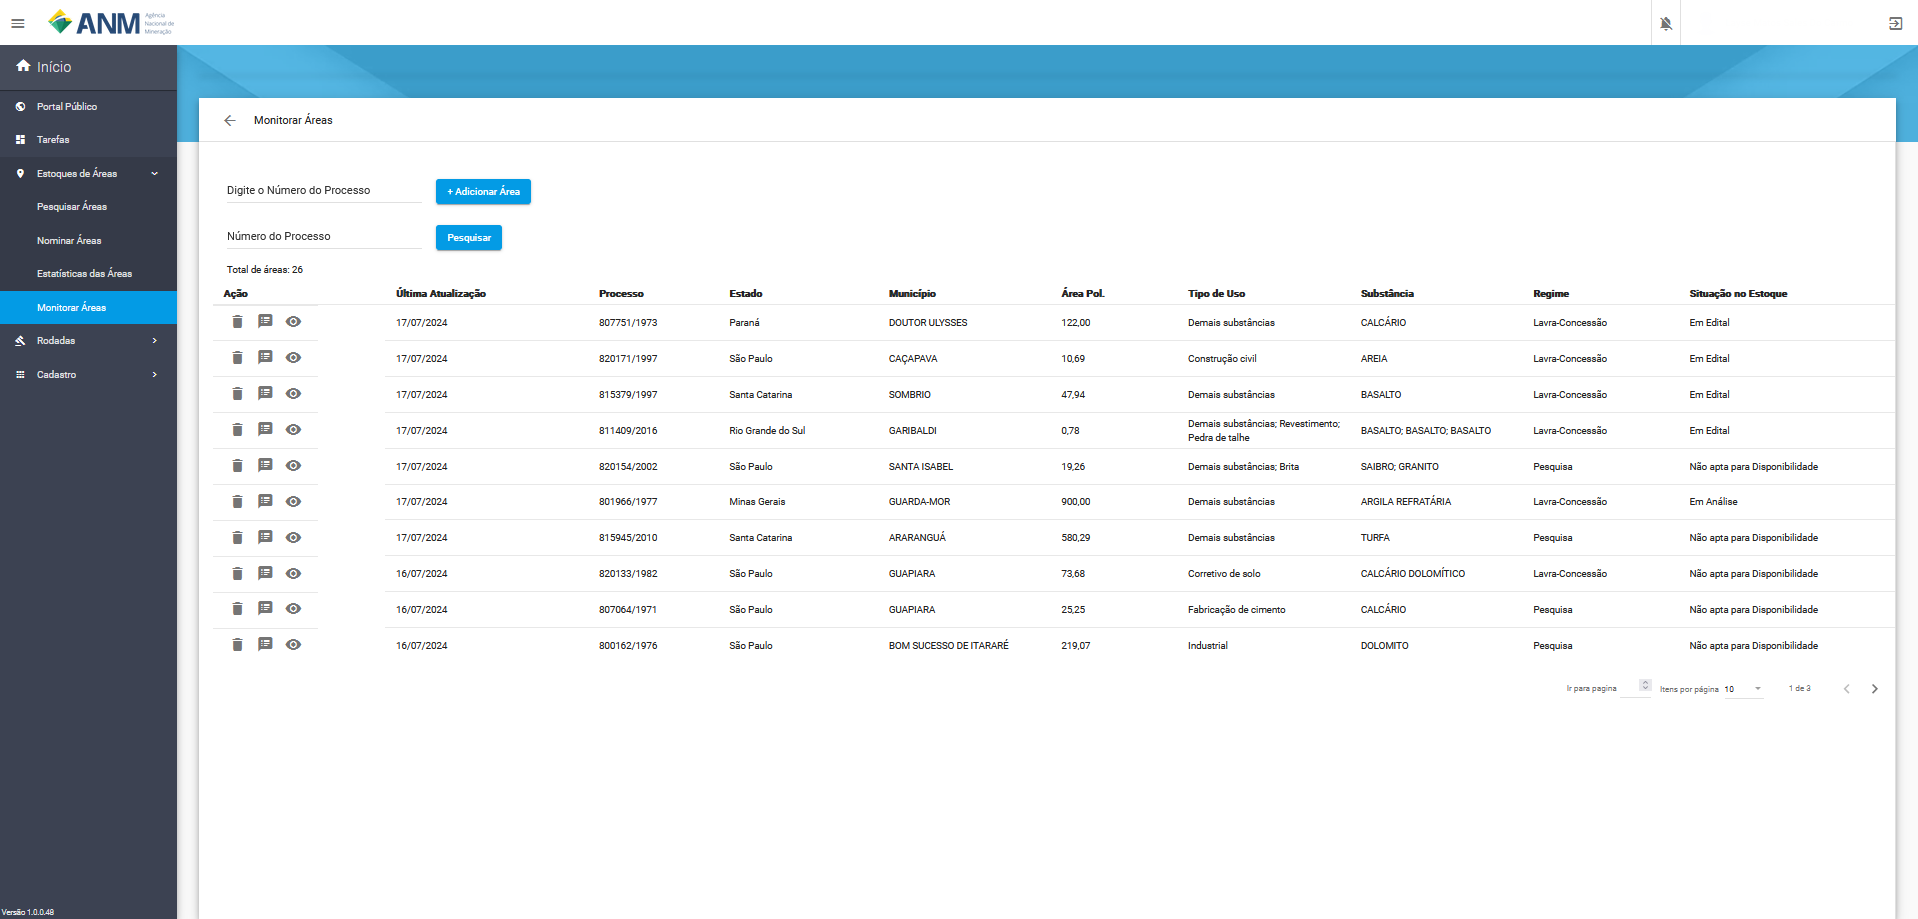 ANM
Agência
Nacional de
Mineração
Início
Portal Público
Tarefas
Estoques de Áreas
Pesquisar Áreas
Nominar Áreas
Estatísticas das Áreas
Monitorar Áreas
Rodadas
Cadastro
Versão 1.0.0.48
Monitorar Áreas
Digite o Número do Processo
+ Adicionar Área
Número do Processo
Pesquisar
Total de áreas: 26
Ação Última Atualização Processo Estado Município Área Pol. Tipo de Uso Substância Regime Situação no Estoque
17/07/2024 807751/1973 Paraná DOUTOR ULYSSES 122,00 Demais substâncias CALCÁRIO Lavra-Concessão Em Edital
17/07/2024 820171/1997 São Paulo CAÇAPAVA 10,69 Construção civil AREIA Lavra-Concessão Em Edital
17/07/2024 815379/1997 Santa Catarina SOMBRIO 47,94 Demais substâncias BASALTO Lavra-Concessão Em Edital
17/07/2024 811409/2016 Rio Grande do Sul GARIBALDI 0,78 Demais substâncias; Revestimento; Pedra de talhe BASALTO; BASALTO; BASALTO Lavra-Concessão Em Edital
17/07/2024 820154/2002 São Paulo SANTA ISABEL 19,26 Demais substâncias; Brita SAIBRO; GRANITO Pesquisa Não apta para Disponibilidade
17/07/2024 801966/1977 Minas Gerais GUARDA-MOR 900,00 Demais substâncias ARGILA REFRATÁRIA Lavra-Concessão Em Análise
17/07/2024 815945/2010 Santa Catarina ARARANGUÁ 580,29 Demais substâncias TURFA Pesquisa Não apta para Disponibilidade
16/07/2024 820133/1982 São Paulo GUAPIARA 73,68 Corretivo de solo CALCÁRIO DOLOMÍTICO Lavra-Concessão Não apta para Disponibilidade
16/07/2024 807064/1971 São Paulo GUAPIARA 25,25 Fabricação de cimento CALCÁRIO Pesquisa Não apta para Disponibilidade
16/07/2024 800162/1976 São Paulo BOM SUCESSO DE ITARARÉ 219,07 Industrial DOLOMITO Pesquisa Não apta para Disponibilidade
Ir para pagina Itens por página 10 1 de 3